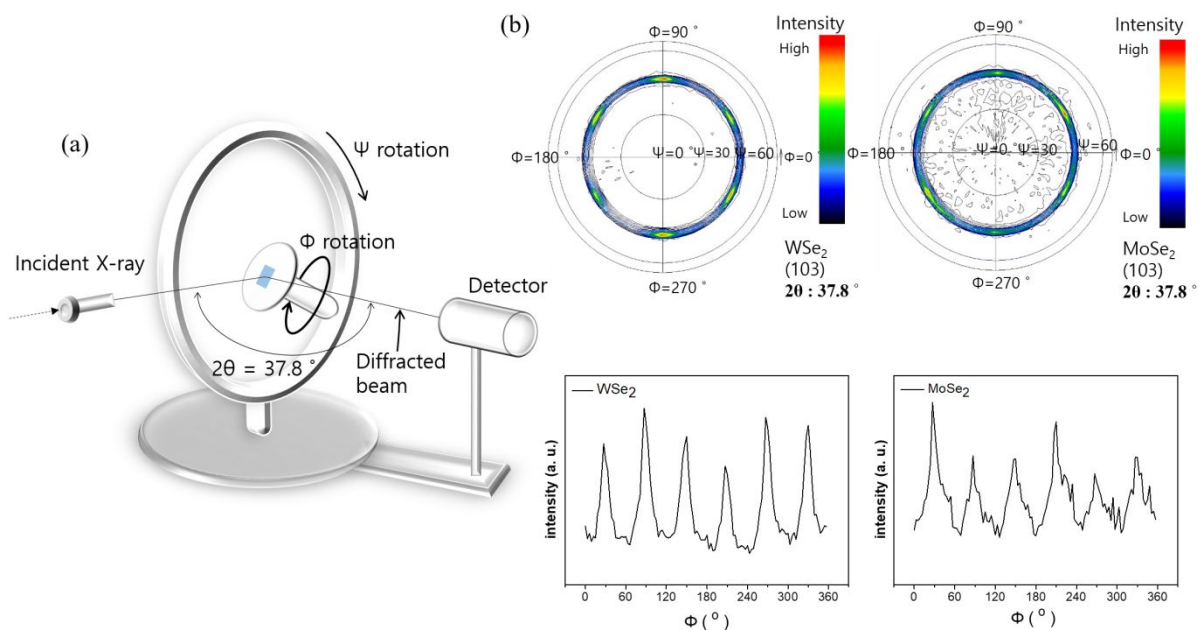 (a)
Ψ rotation
Φ rotation
Incident X-ray
Detector
2θ = 37.8 °
Diffracted
beam
(b)
Φ=90 °
Intensity
High
Φ=180 °
Ψ=0 °
Ψ=30
Ψ=60 °
Φ=0 °
Low
WSe2
(103)
2θ : 37.8 °
Φ=270 °
Φ=90 °
Intensity
High
Φ=180 °
Ψ=0 °
Ψ=30
Ψ=60 °
Φ=0 °
Low
MoSe2
(103)
2θ : 37.8 °
Φ=270 °
WSe2
intensity (a. u.)
0 60 120 180 240 300 360
Φ ( ° )
MoSe2
intensity (a. u.)
0 60 120 180 240 300 360
Φ ( ° )